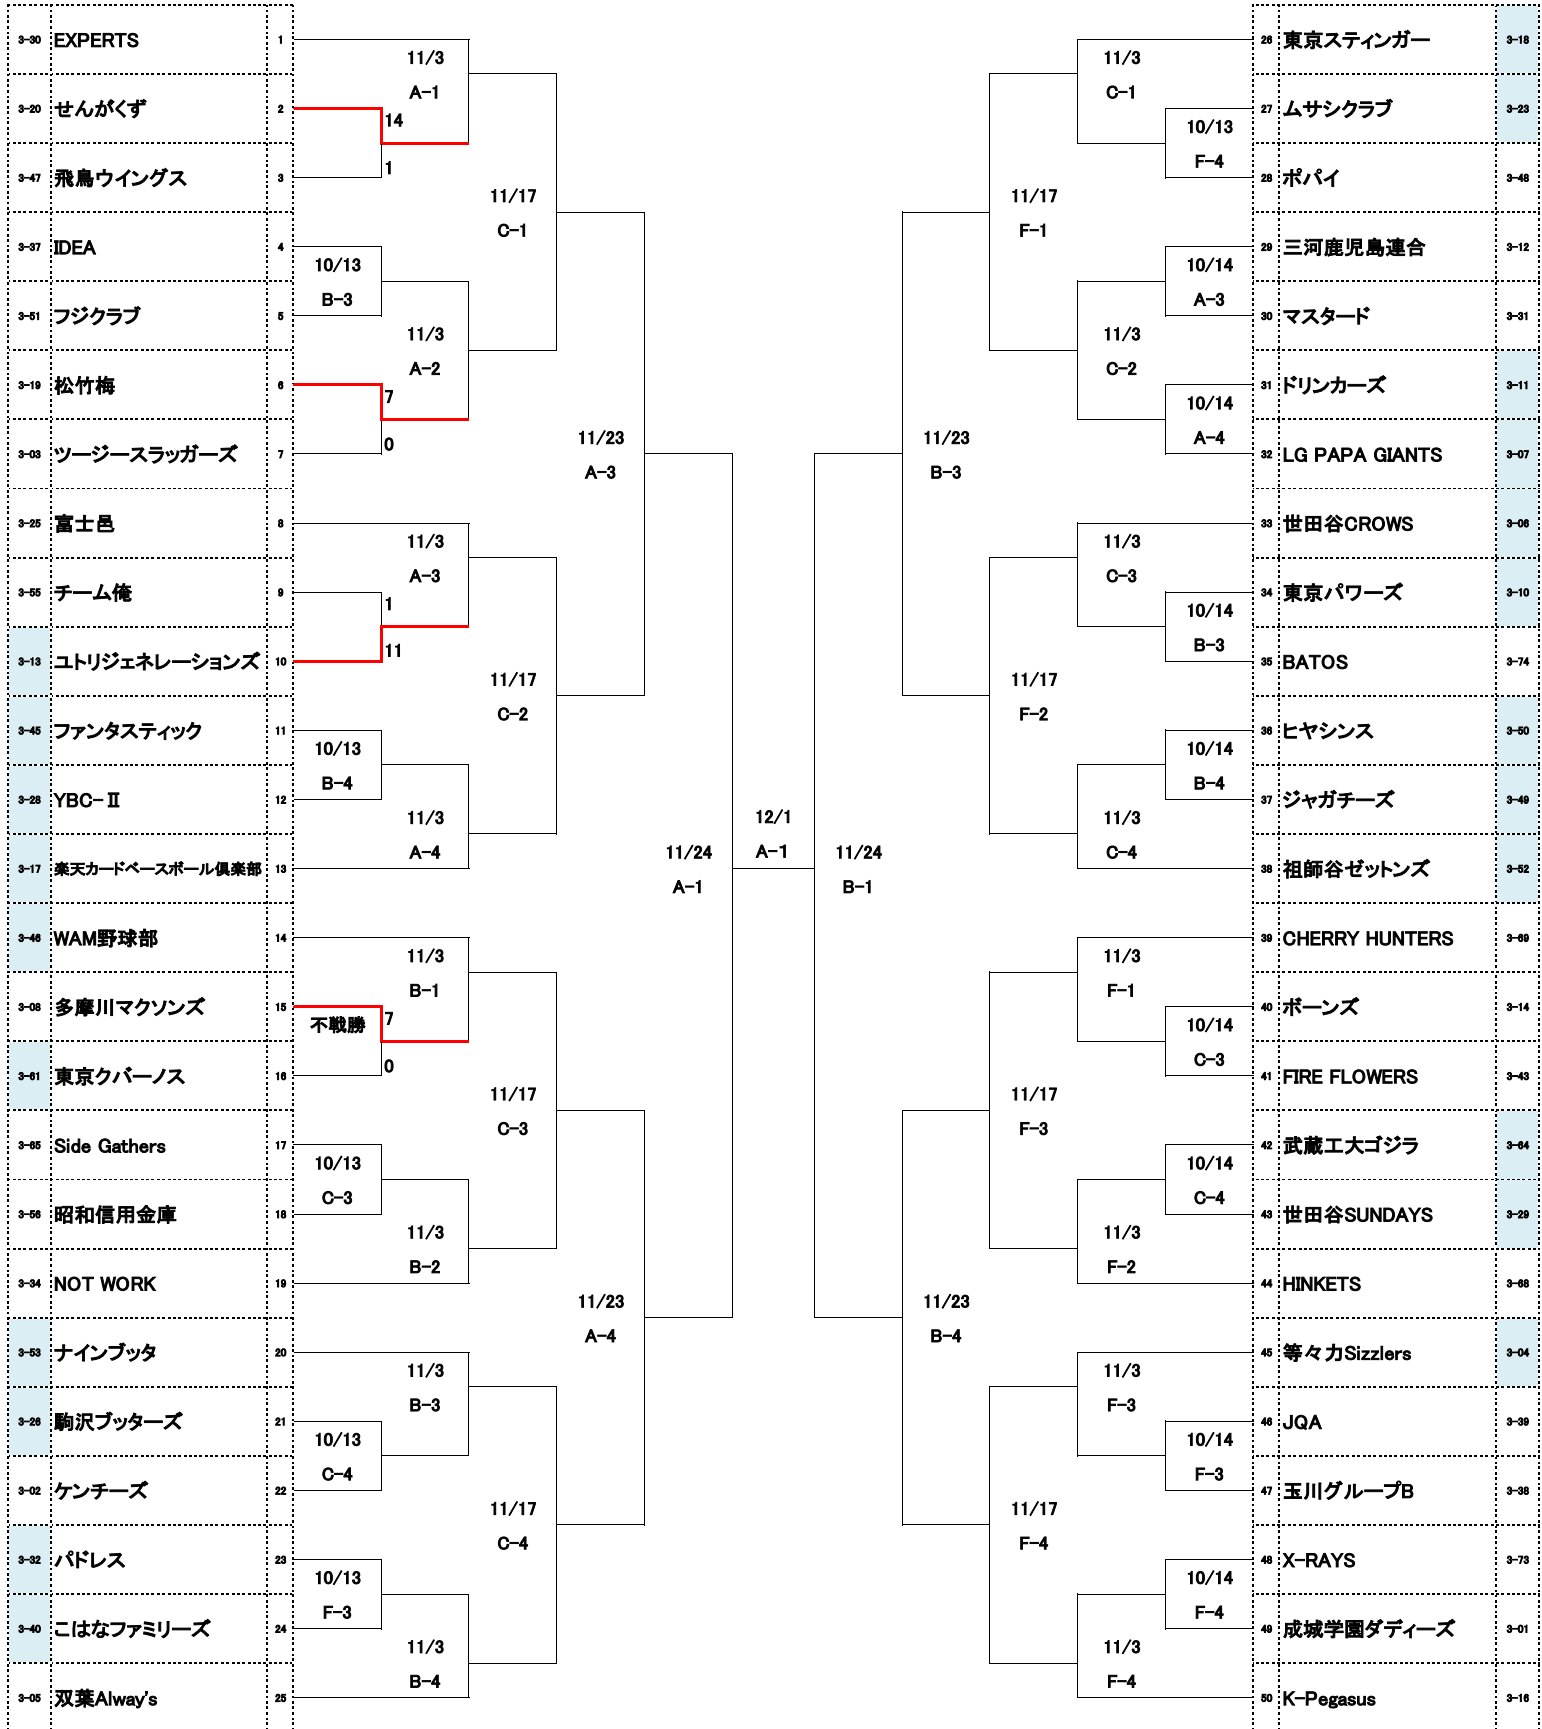 3-30 EXPERTS 1
11/3
A-1
3-20 せんがくず 2
14
3-47 飛鳥ウイングス 3
1
11/17
C-1
3-37 IDEA 4
10/13
B-3
3-51 フジクラブ 5
11/3
A-2
3-19 松竹梅 6
7
3-03 ツージースラッガーズ 7
0
11/23
A-3
3-25 富士邑 8
11/3
A-3
3-55 チーム俺 9
1
3-13 ユトリジェネレーションズ 10
11
11/17
C-2
3-45 ファンタスティック 11
10/13
B-4
3-28 YBC-Ⅱ 12
11/3
A-4
3-17 楽天カードベースボール倶楽部 13
11/24
A-1
12/1
A-1
3-46 WAM野球部 14
11/3
B-1
3-08 多摩川マクソンズ 15
不戦勝
7
3-61 東京クバーノス 16
0
11/17
C-3
3-65 Side Gathers 17
10/13
C-3
3-56 昭和信用金庫 18
11/3
B-2
3-34 NOT WORK 19
11/23
A-4
3-53 ナインブッタ 20
11/3
B-3
3-26 駒沢ブッターズ 21
10/13
C-4
3-02 ケンチーズ 22
11/17
C-4
3-32 パドレス 23
10/13
F-3
3-40 こはなファミリーズ 24
11/3
B-4
3-05 双葉Alway's 25
26 東京スティンガー 3-18
11/3
C-1
27 ムサシクラブ 3-23
10/13
F-4
28 ポパイ 3-48
11/17
F-1
29 三河鹿児島連合 3-12
10/14
A-3
30 マスタード 3-31
11/3
C-2
31 ドリンカーズ 3-11
10/14
A-4
32 LG PAPA GIANTS 3-07
11/23
B-3
33 世田谷CROWS 3-06
11/3
C-3
34 東京パワーズ 3-10
10/14
B-3
35 BATOS 3-74
11/17
F-2
36 ヒヤシンス 3-50
10/14
B-4
37 ジャガチーズ 3-49
11/3
C-4
38 祖師谷ゼットンズ 3-52
11/24
B-1
39 CHERRY HUNTERS 3-69
11/3
F-1
40 ボーンズ 3-14
10/14
C-3
41 FIRE FLOWERS 3-43
11/17
F-3
42 武蔵工大ゴジラ 3-64
10/14
C-4
43 世田谷SUNDAYS 3-29
11/3
F-2
44 HINKETS 3-68
11/23
B-4
45 等々力Sizzlers 3-04
11/3
F-3
46 JQA 3-39
10/14
F-3
47 玉川グループB 3-38
11/17
F-4
48 X-RAYS 3-73
10/14
F-4
49 成城学園ダディーズ 3-01
11/3
F-4
50 K-Pegasus 3-16